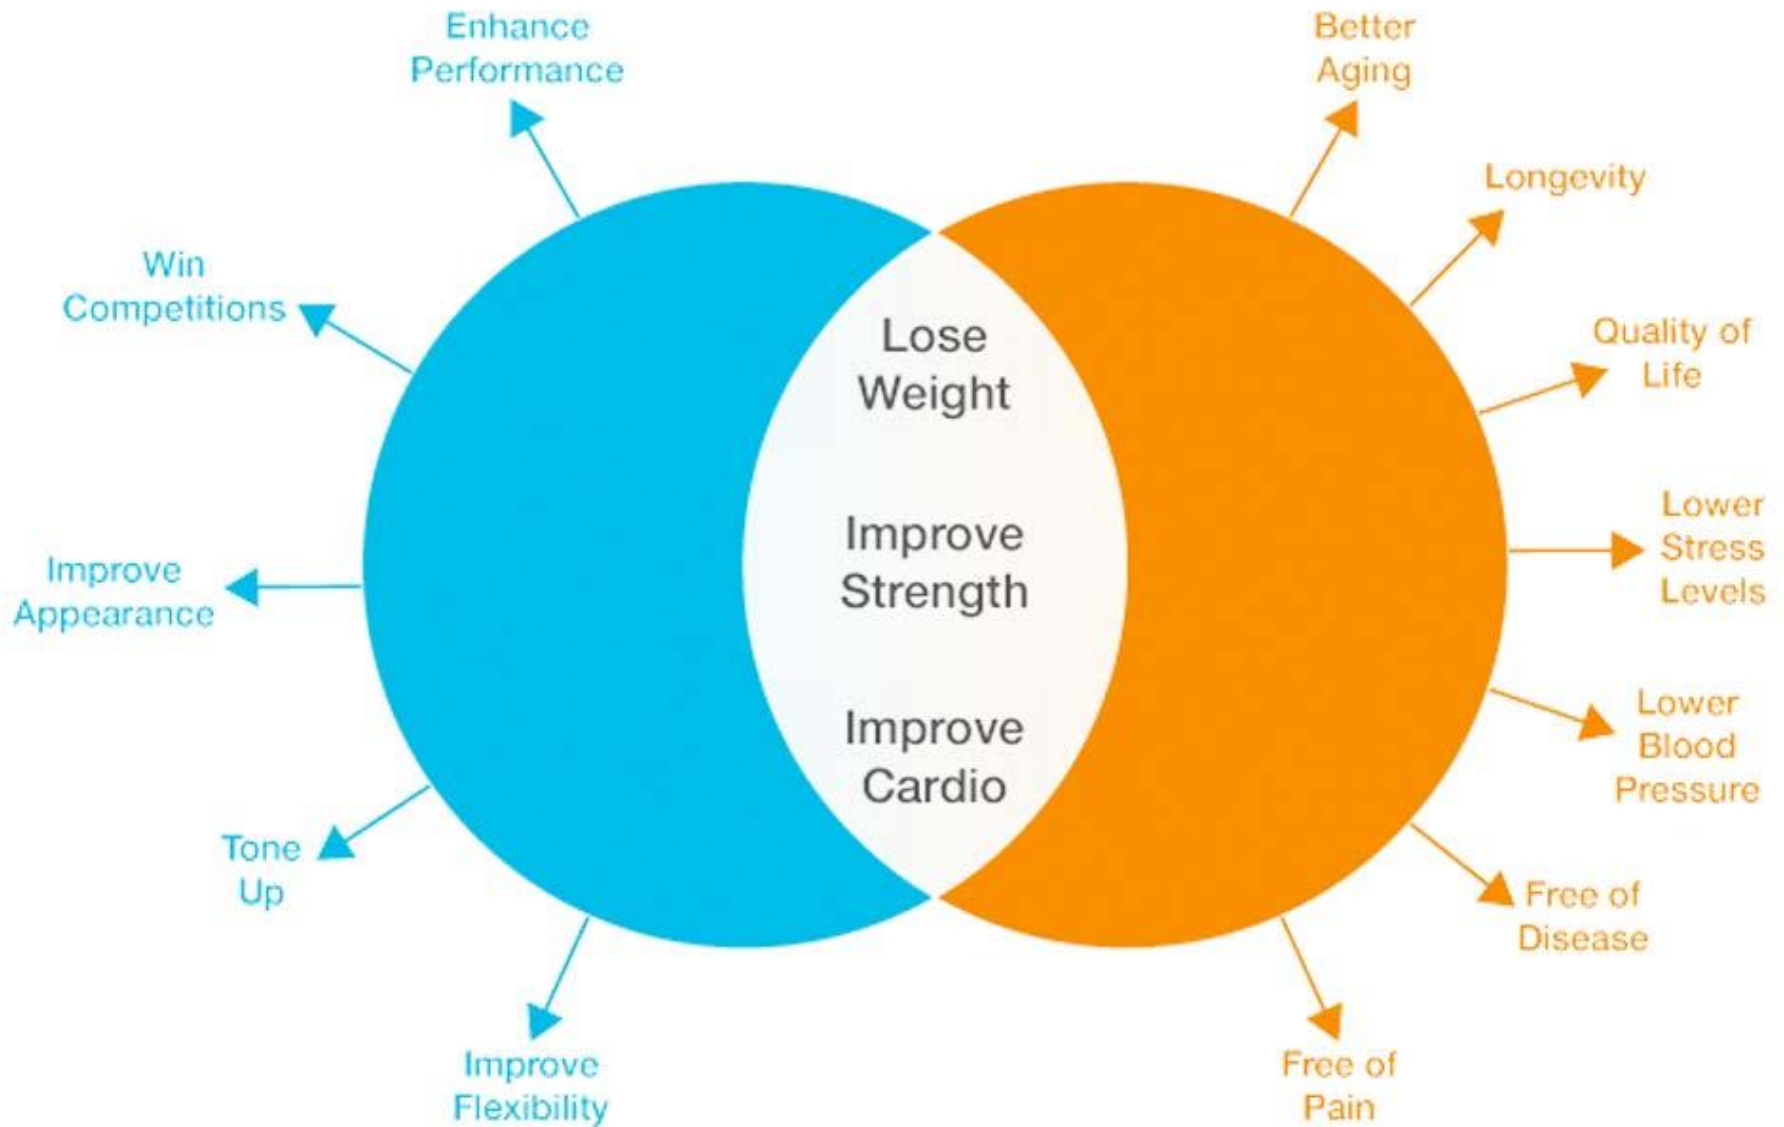 Enhance
Performance
Win
Competitions
Improve
Appearance
Tone
Up
Improve
Flexibility
Lose
Weight
Improve
Strength
Improve
Cardio
Better
Aging
Longevity
Quality of
Life
Lower
Stress
Levels
Lower
Blood
Pressure
Free of
Disease
Free of
Pain